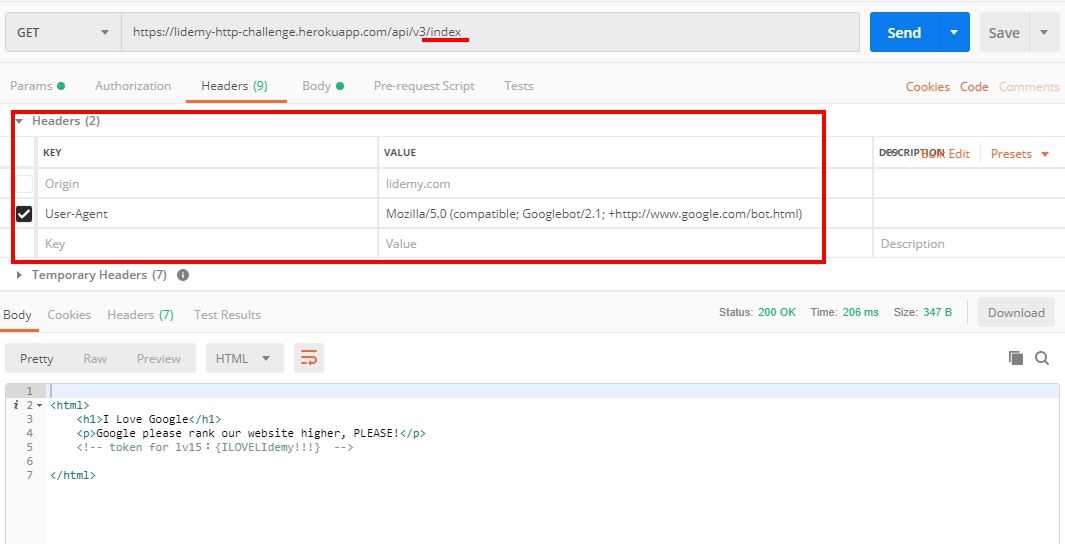 GET https://lidemy-http-challenge.herokuapp.com/api/v3/index Send Save
Params Authorization Headers (9) Body Pre-request Script Tests Cookies Code Comments
Headers (2)
KEY VALUE DESCRIPTION Bulk Edit Presets
Origin lidemy.com
User-Agent Mozilla/5.0 (compatible; Googlebot/2.1; +http://www.google.com/bot.html)
Key Value Description
Temporary Headers (7) i
Body Cookies Headers (7) Test Results Status: 200 OK Time: 206 ms Size: 347 B Download
Pretty Raw Preview HTML
1
i 2 <html>
3 <h1>I Love Google</h1>
4 <p>Google please rank our website higher, PLEASE!</p>
5 <!-- token for lv15：{ILOVELIdemy!!!} -->
6
7 </html>